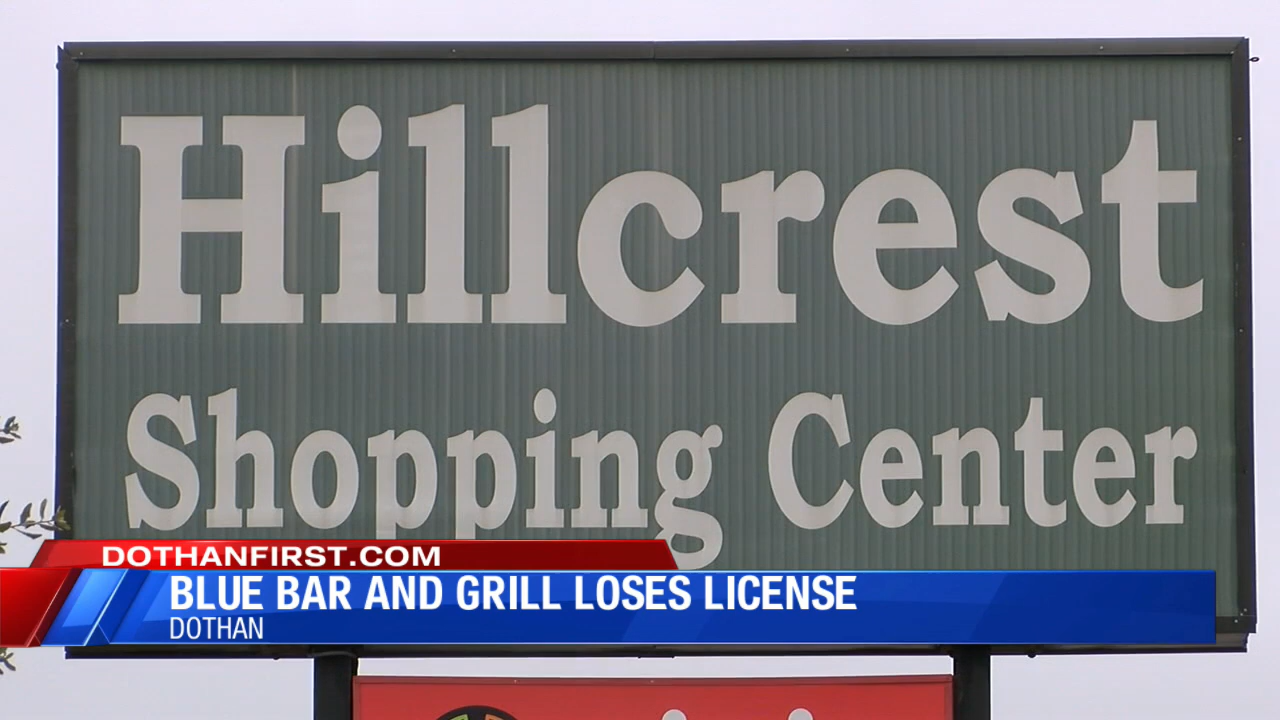 Hillcrest
Shopping Center
DOTHANFIRST.COM
BLUE BAR AND GRILL LOSES LICENSE
DOTHAN